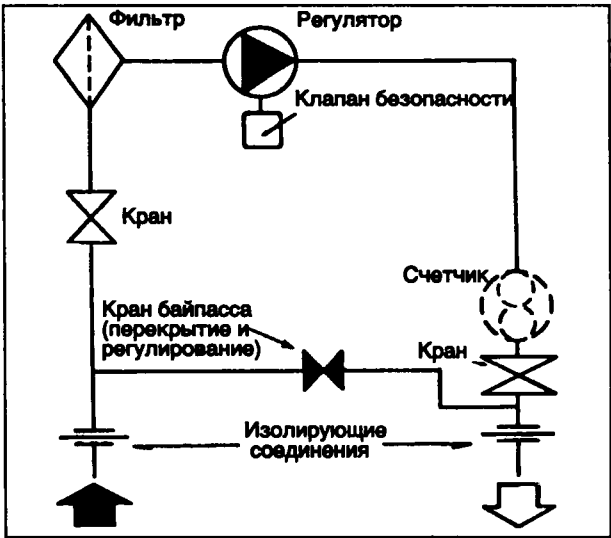 Фильтр
Регулятор
Клапан безопасности
Кран
Счетчик
Кран байпасса
(перекрытие и
регулирование)
Кран
Изолирующие
соединения